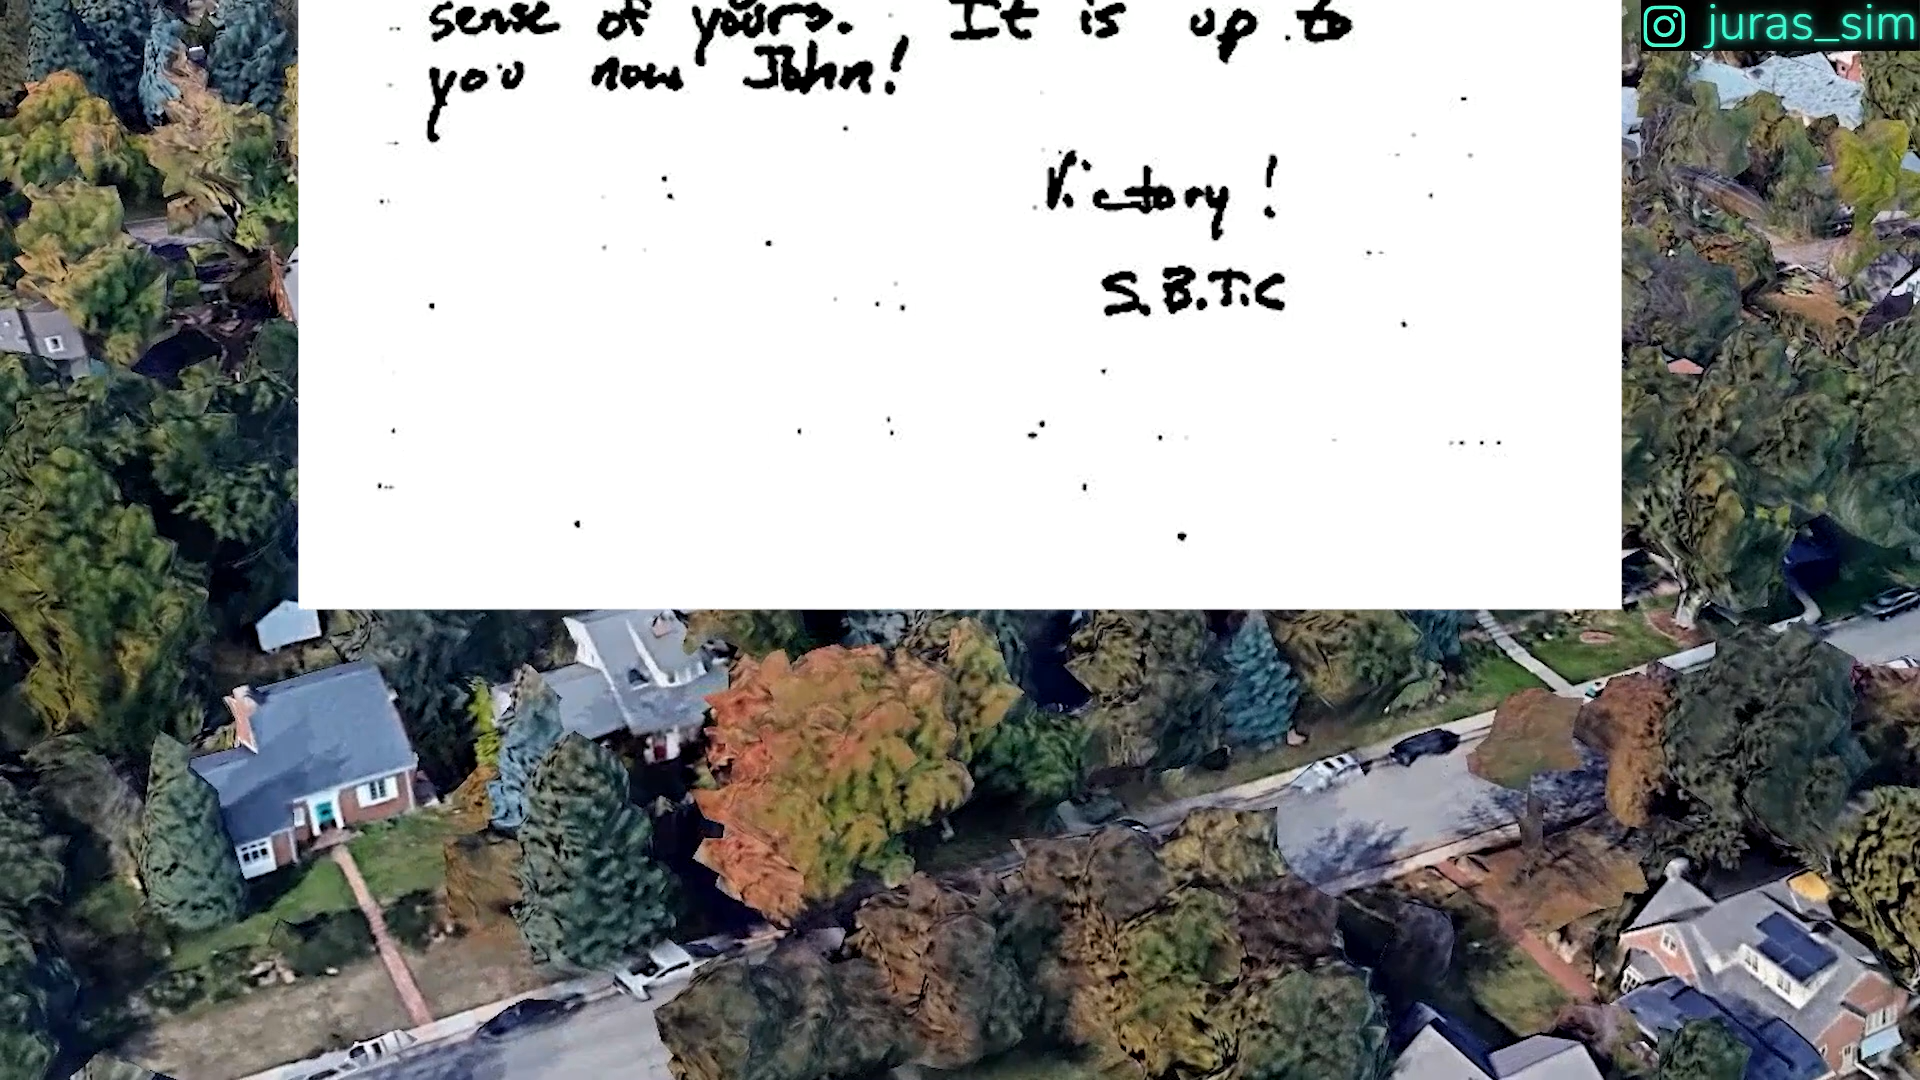 juras_sim
sense of yours. It is up to
you now John!
Victory!
S.B.T.C